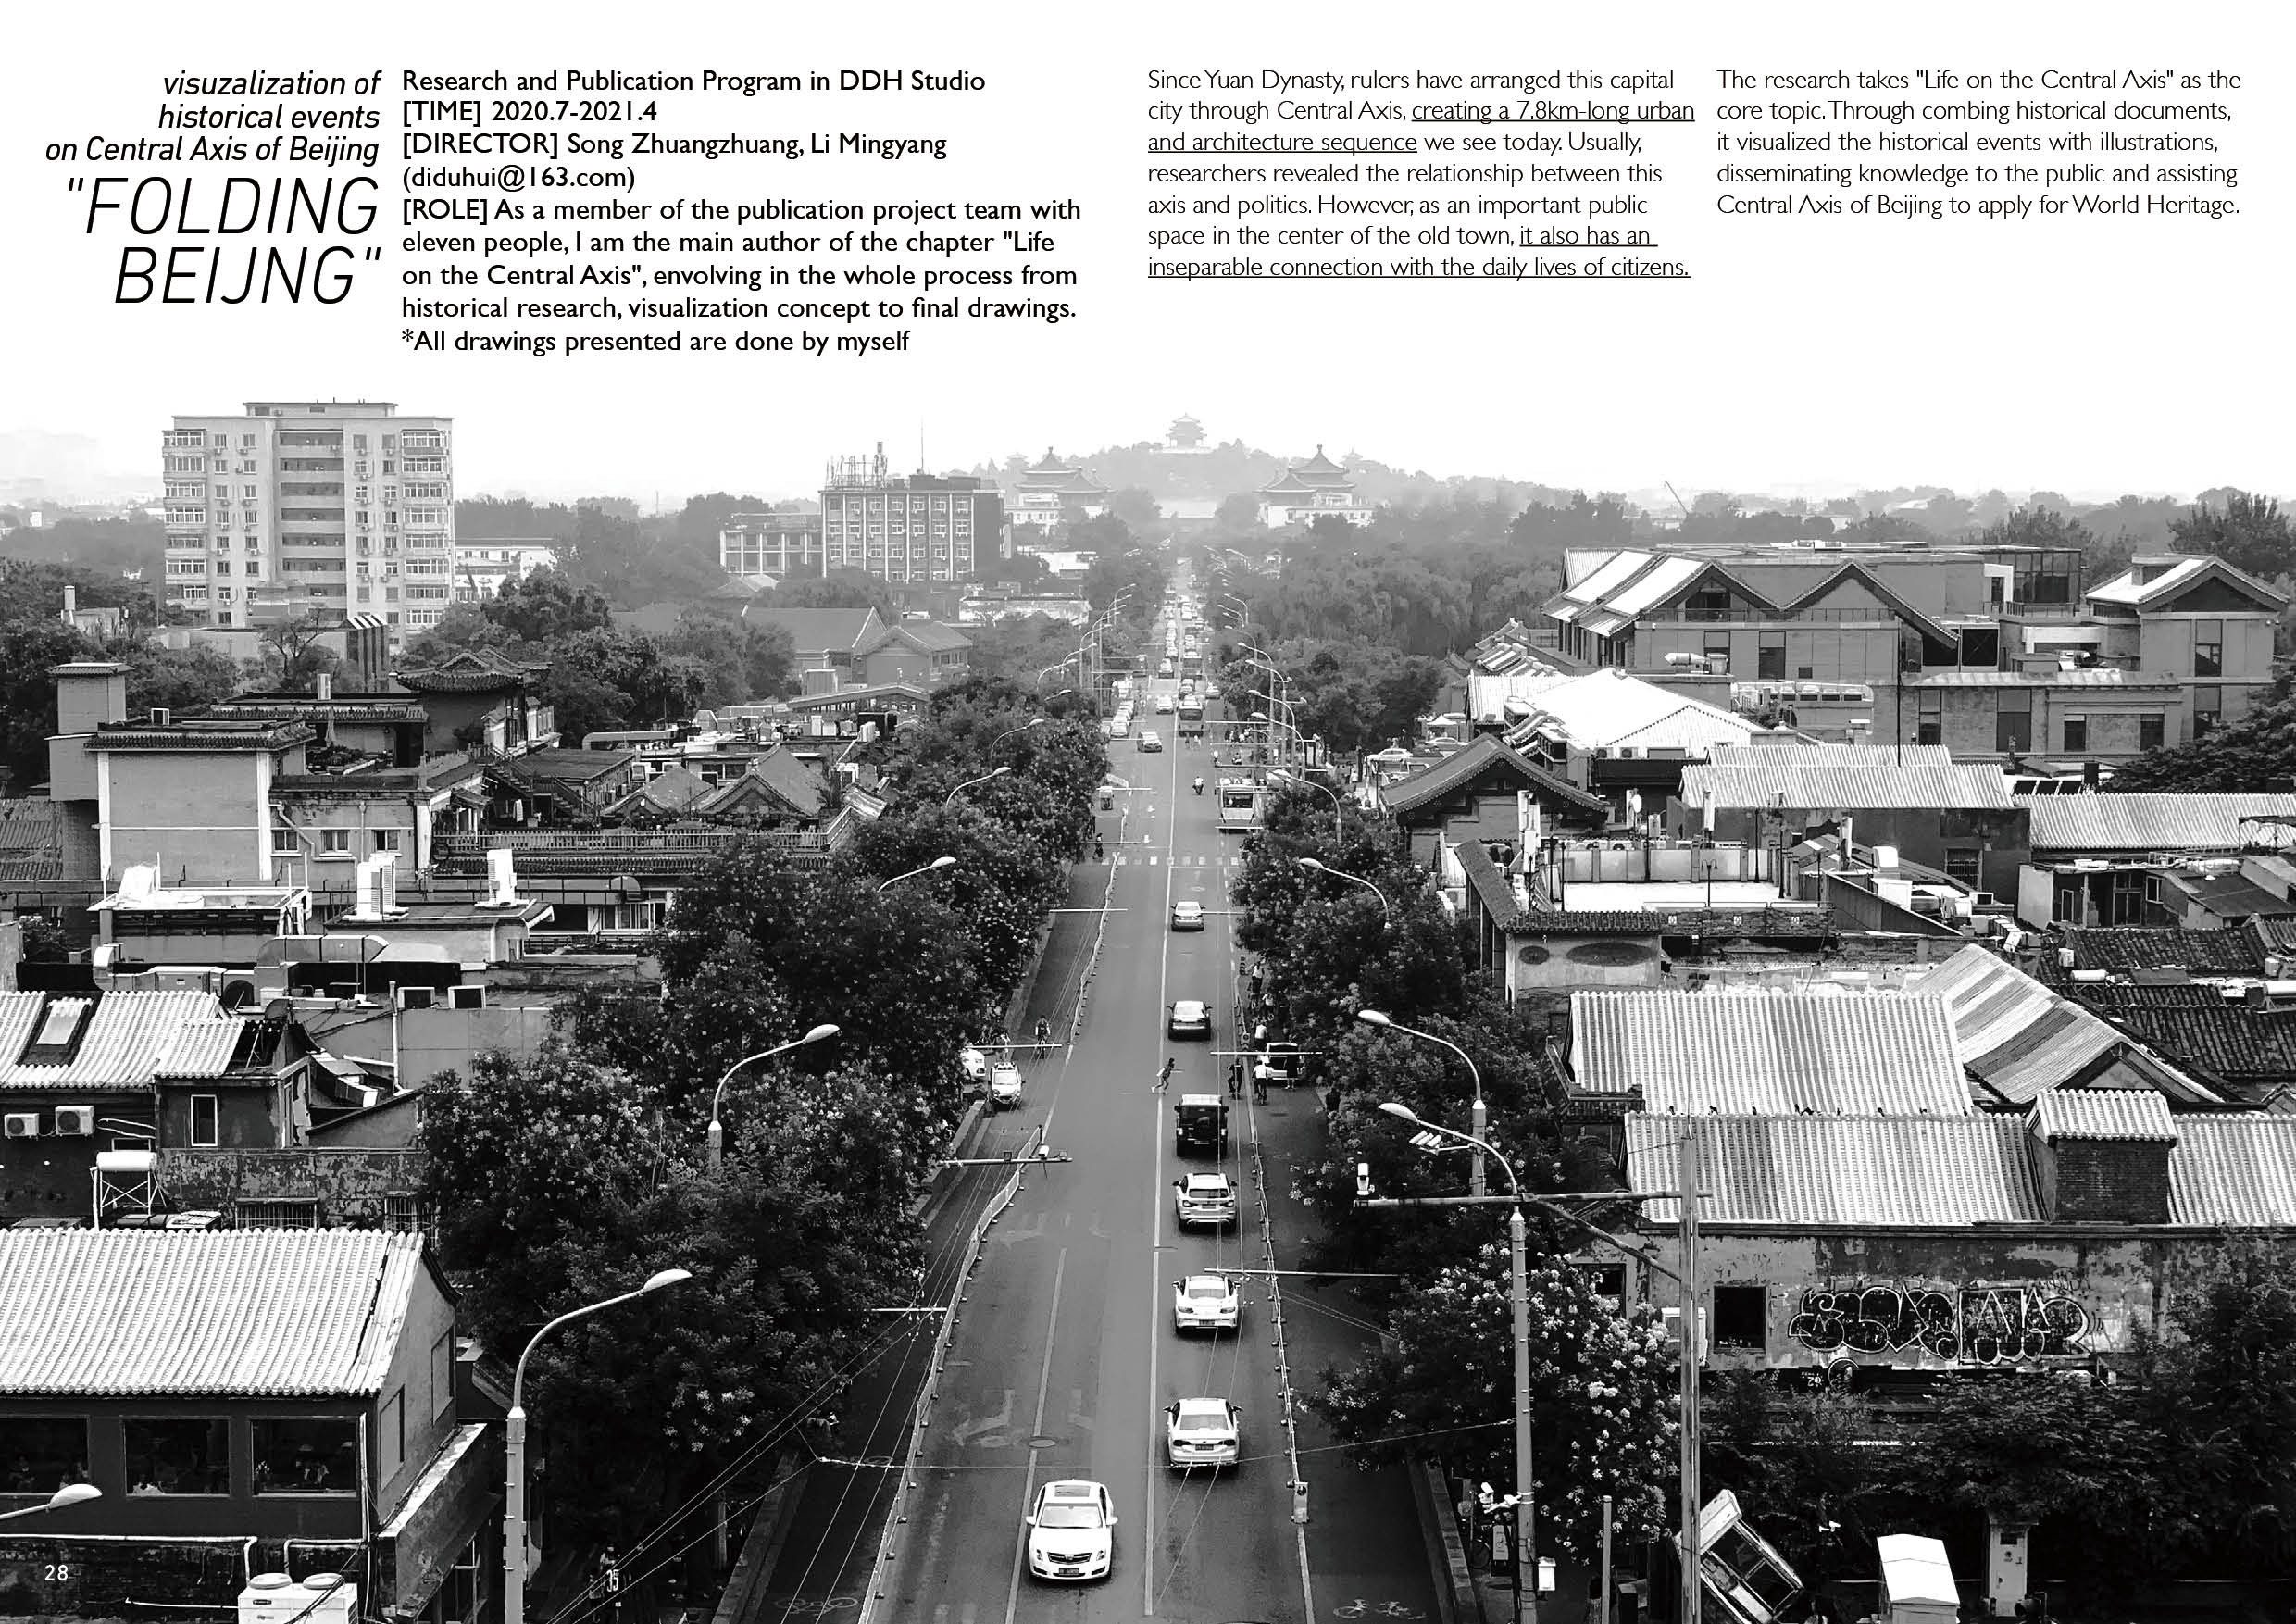 visuzalization of
historical events
on Central Axis of Beijing
"FOLDING
BEIJNG"
Research and Publication Program in DDH Studio
[TIME] 2020.7-2021.4
[DIRECTOR] Song Zhuangzhuang, Li Mingyang
(diduhui@163.com)
[ROLE] As a member of the publication project team with
eleven people, I am the main author of the chapter "Life
on the Central Axis", envolving in the whole process from
historical research, visualization concept to final drawings.
*All drawings presented are done by myself
Since Yuan Dynasty, rulers have arranged this capital
city through Central Axis, creating a 7.8km-long urban
and architecture sequence we see today. Usually,
researchers revealed the relationship between this
axis and politics. However, as an important public
space in the center of the old town, it also has an
inseparable connection with the daily lives of citizens.
The research takes "Life on the Central Axis" as the
core topic. Through combing historical documents,
it visualized the historical events with illustrations,
disseminating knowledge to the public and assisting
Central Axis of Beijing to apply for World Heritage.
28
35